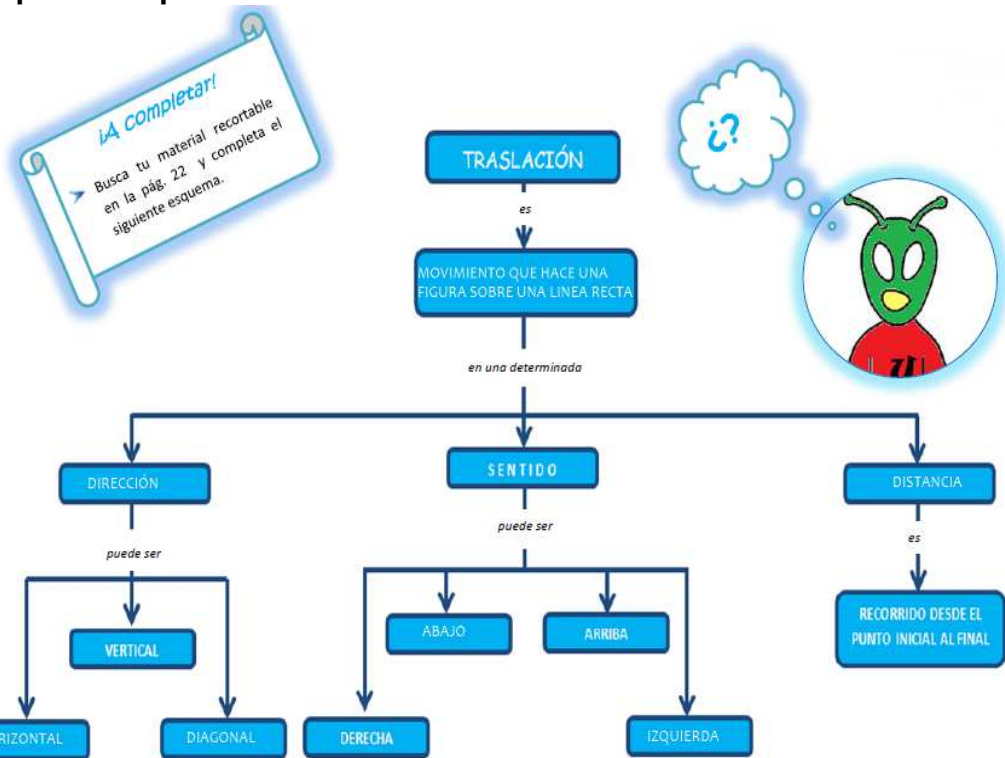 ¡A completar!
Busca tu material recortable
en la pág. 22 y completa el
siguiente esquema.
¿?
TRASLACIÓN
es
MOVIMIENTO QUE HACE UNA
FIGURA SOBRE UNA LINEA RECTA
en una determinada
DIRECCIÓN
SENTIDO
DISTANCIA
puede ser
puede ser
es
VERTICAL
ABAJO
ARRIBA
RECORRIDO DESDE EL
PUNTO INICIAL AL FINAL
RIZONTAL
DIAGONAL
DERECHA
IZQUIERDA